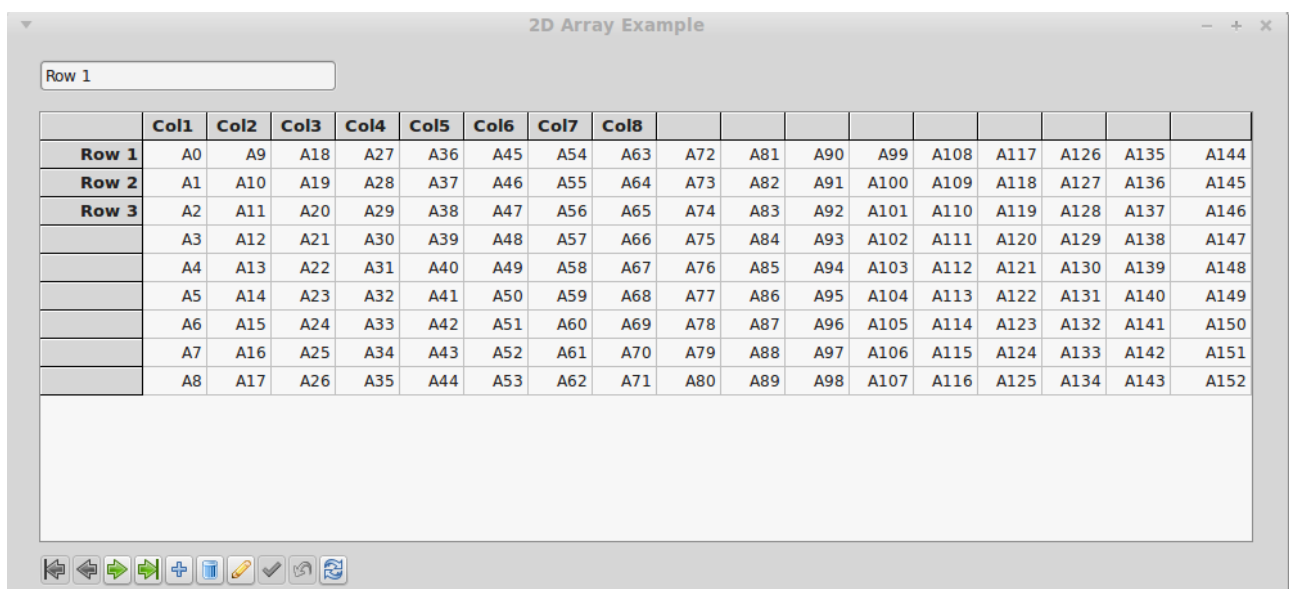 2D Array Example
Row 1
Col1 Col2 Col3 Col4 Col5 Col6 Col7 Col8
Row 1 A0 A9 A18 A27 A36 A45 A54 A63 A72 A81 A90 A99 A108 A117 A126 A135 A144
Row 2 A1 A10 A19 A28 A37 A46 A55 A64 A73 A82 A91 A100 A109 A118 A127 A136 A145
Row 3 A2 A11 A20 A29 A38 A47 A56 A65 A74 A83 A92 A101 A110 A119 A128 A137 A146
A3 A12 A21 A30 A39 A48 A57 A66 A75 A84 A93 A102 A111 A120 A129 A138 A147
A4 A13 A22 A31 A40 A49 A58 A67 A76 A85 A94 A103 A112 A121 A130 A139 A148
A5 A14 A23 A32 A41 A50 A59 A68 A77 A86 A95 A104 A113 A122 A131 A140 A149
A6 A15 A24 A33 A42 A51 A60 A69 A78 A87 A96 A105 A114 A123 A132 A141 A150
A7 A16 A25 A34 A43 A52 A61 A70 A79 A88 A97 A106 A115 A124 A133 A142 A151
A8 A17 A26 A35 A44 A53 A62 A71 A80 A89 A98 A107 A116 A125 A134 A143 A152